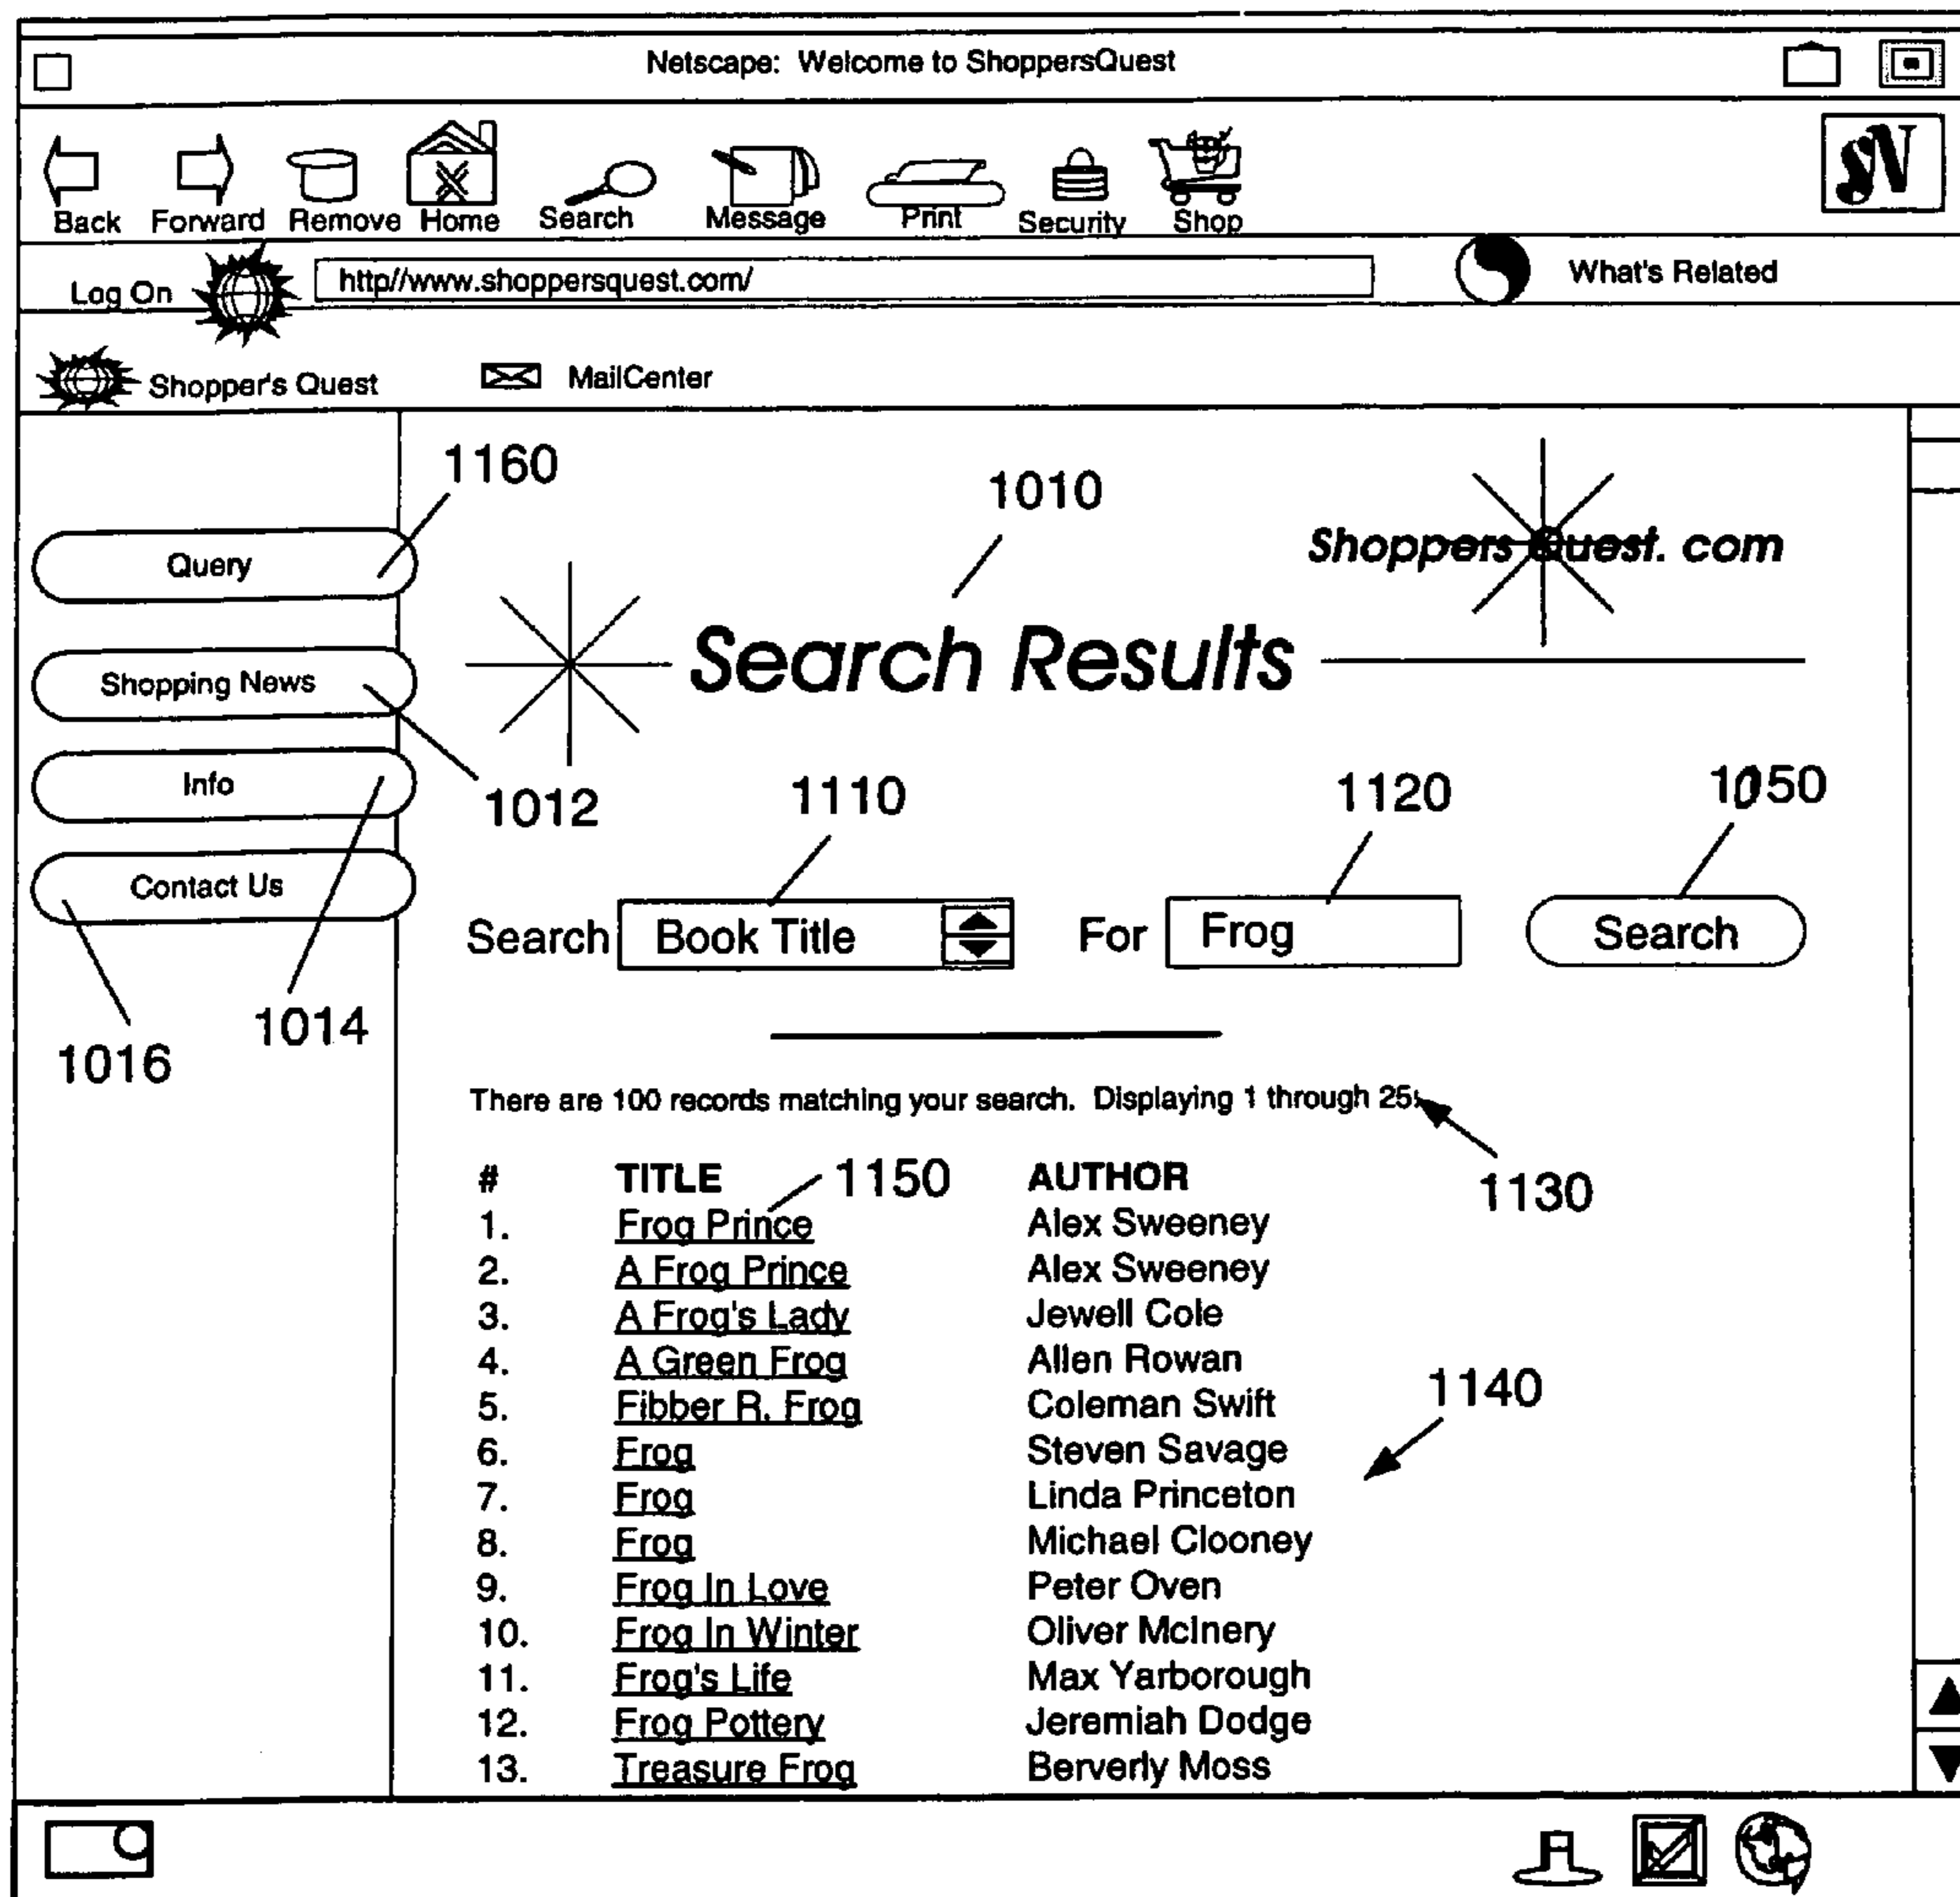 Netscape: Welcome to ShoppersQuest
Back Forward Remove Home Search Message Print Security Shop
Log On http//www.shoppersquest.com/ What's Related
Shopper's Quest MailCenter
1160
1010
Shoppers Quest. com
Query
Search Results
Shopping News
1012
Info
1110
1120
1050
Contact Us
Search Book Title For Frog Search
1014
1016
There are 100 records matching your search. Displaying 1 through 25.
1130
# TITLE 1150 AUTHOR
1. Frog Prince Alex Sweeney
2. A Frog Prince Alex Sweeney
3. A Frog's Lady Jewell Cole
4. A Green Frog Allen Rowan
1140
5. Fibber R. Frog Coleman Swift
6. Frog Steven Savage
7. Frog Linda Princeton
8. Frog Michael Clooney
9. Frog In Love Peter Oven
10. Frog In Winter Oliver McInery
11. Frog's Life Max Yarborough
12. Frog Pottery Jeremiah Dodge
13. Treasure Frog Berverly Moss